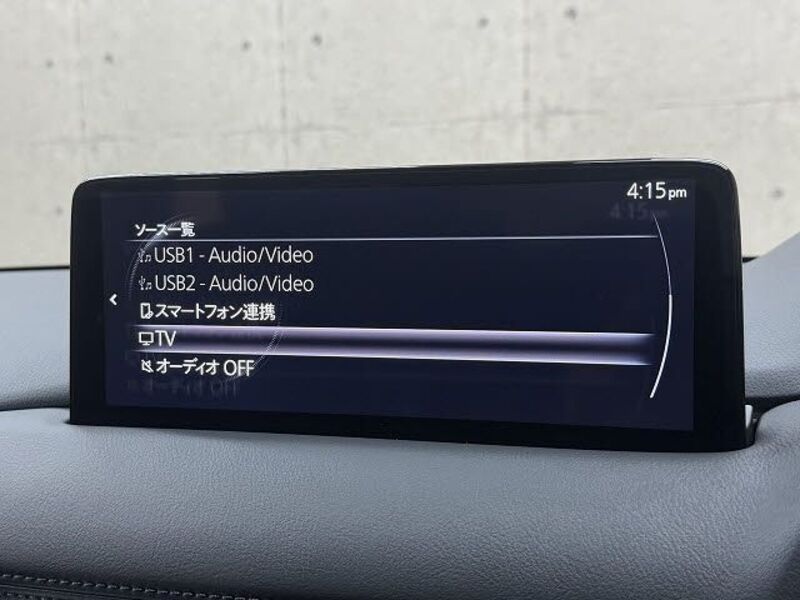 4:15pm
ソース一覧
USB1 - Audio/Video
USB2 - Audio/Video
スマートフォン連携
TV
オーディオ OFF